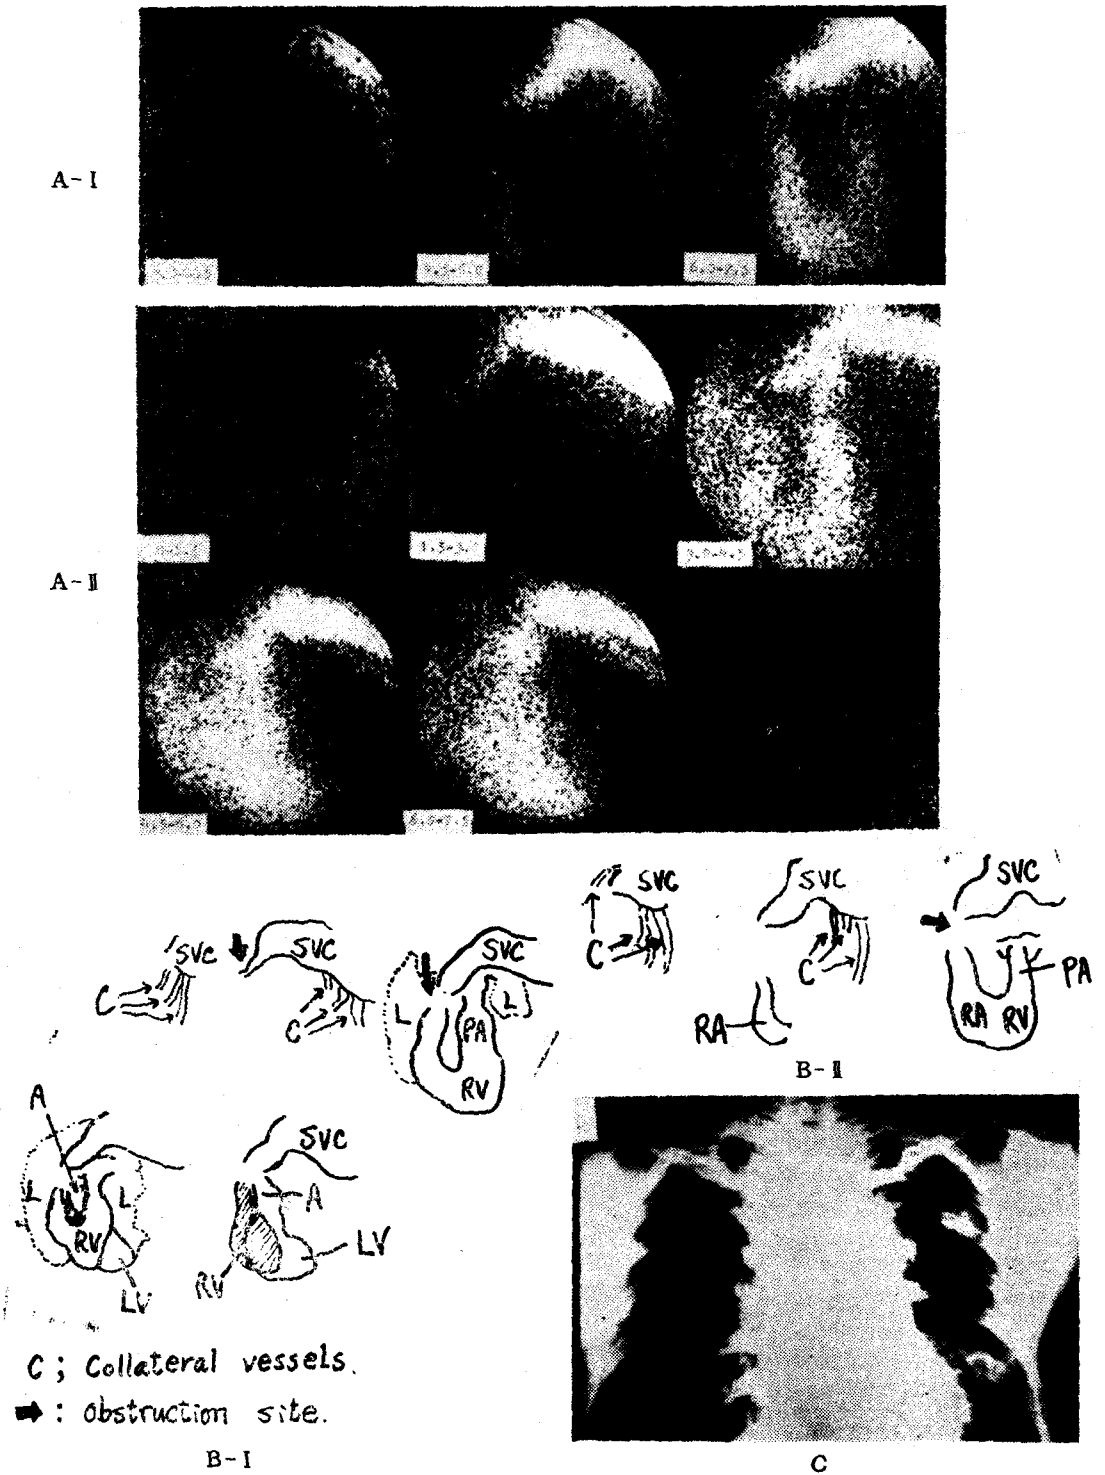 A-I
A-II
SVC
C
SVC
C
L
SVC
L
PA
RV
SVC
C
SVC
C
RA
SVC
PA
RA RV
B-II
A
L
L
RV
LV
SVC
A
LV
RV
C ; Collateral vessels.
➡ : Obstruction site.
B-I
C